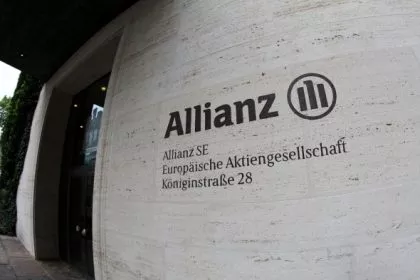 Allianz
Allianz SE
Europäische Aktiengesellschaft
Königinstraße 28